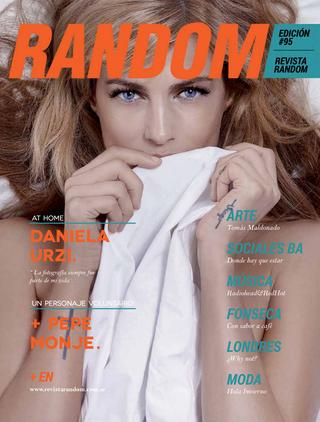 RANDOM
EDICIÓN
#95
REVISTA
RANDOM
AT HOME
DANIELA
URZI.
" La fotografía siempre fue
parte de mi vida
UN PERSONAJE VOLUNTARIO
+ PEPE
MONJE.
+ EN
www.revistarandom.com.ar
ARTE
Tomás Maldonado
SOCIALES BA
Donde hay que estar
MÚSICA
Radiohead&RedHot
FONSECA
Con sabor a café
LONDRES
¿Why not?
MODA
Hola Invierno